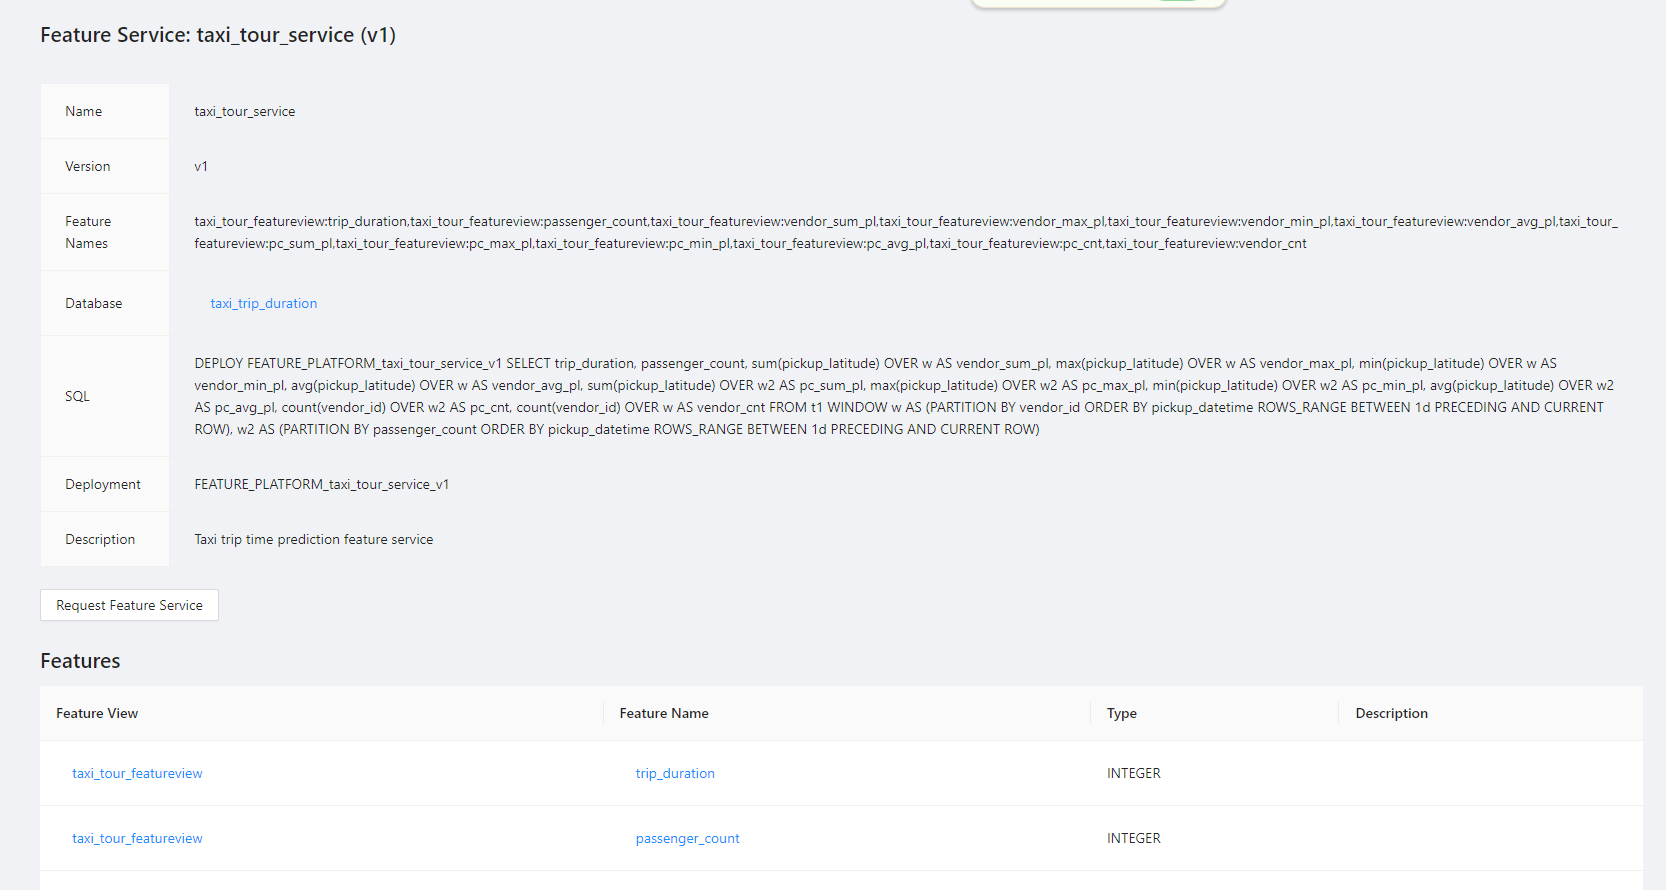 Feature Service: taxi_tour_service (v1)
Name
taxi_tour_service
Version
v1
Feature
Names
taxi_tour_featureview:trip_duration,taxi_tour_featureview:passenger_count,taxi_tour_featureview:vendor_sum_pl,taxi_tour_featureview:vendor_max_pl,taxi_tour_featureview:vendor_min_pl,taxi_tour_featureview:vendor_avg_pl,taxi_tour_
featureview:pc_sum_pl,taxi_tour_featureview:pc_max_pl,taxi_tour_featureview:pc_min_pl,taxi_tour_featureview:pc_avg_pl,taxi_tour_featureview:pc_cnt,taxi_tour_featureview:vendor_cnt
Database
taxi_trip_duration
SQL
DEPLOY FEATURE_PLATFORM_taxi_tour_service_v1 SELECT trip_duration, passenger_count, sum(pickup_latitude) OVER w AS vendor_sum_pl, max(pickup_latitude) OVER w AS vendor_max_pl, min(pickup_latitude) OVER w AS
vendor_min_pl, avg(pickup_latitude) OVER w AS vendor_avg_pl, sum(pickup_latitude) OVER w2 AS pc_sum_pl, max(pickup_latitude) OVER w2 AS pc_max_pl, min(pickup_latitude) OVER w2 AS pc_min_pl, avg(pickup_latitude) OVER w2
AS pc_avg_pl, count(vendor_id) OVER w2 AS pc_cnt, count(vendor_id) OVER w AS vendor_cnt FROM t1 WINDOW w AS (PARTITION BY vendor_id ORDER BY pickup_datetime ROWS_RANGE BETWEEN 1d PRECEDING AND CURRENT
ROW), w2 AS (PARTITION BY passenger_count ORDER BY pickup_datetime ROWS_RANGE BETWEEN 1d PRECEDING AND CURRENT ROW)
Deployment
FEATURE_PLATFORM_taxi_tour_service_v1
Description
Taxi trip time prediction feature service
Request Feature Service
Features
Feature View
Feature Name
Type
Description
taxi_tour_featureview
trip_duration
INTEGER
taxi_tour_featureview
passenger_count
INTEGER